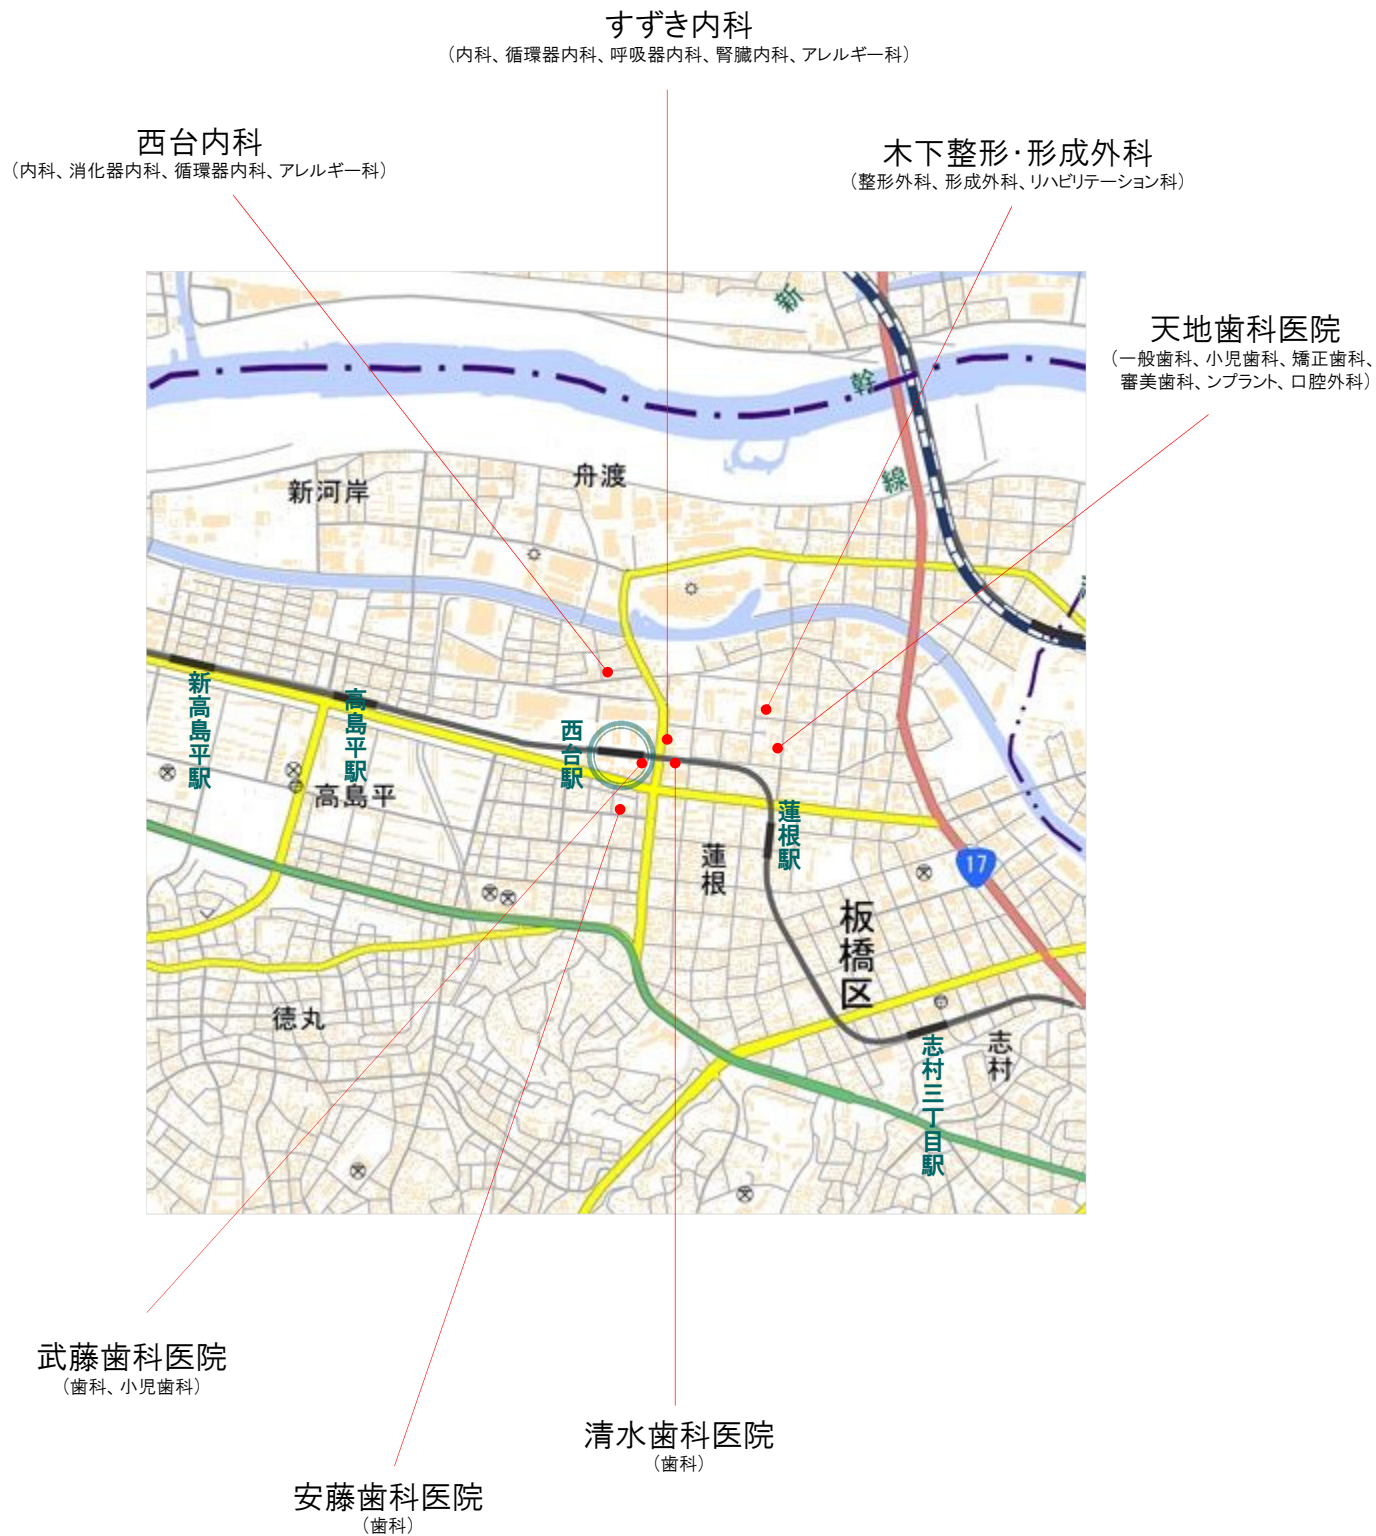 すずき内科
（内科、循環器内科、呼吸器内科、腎臓内科、アレルギー科）
西台内科
（内科、消化器内科、循環器内科、アレルギー科）
木下整形･形成外科
（整形外科、形成外科、リハビリテーション科）
天地歯科医院
（一般歯科、小児歯科、矯正歯科、
審美歯科、ンプラント、口腔外科）
新
幹
線
新河岸
舟渡
新高島平駅
高島平駅
高島平
西台駅
蓮根駅
蓮根
17
板橋区
徳丸
志村三丁目駅
志村
武藤歯科医院
（歯科、小児歯科）
清水歯科医院
（歯科）
安藤歯科医院
（歯科）